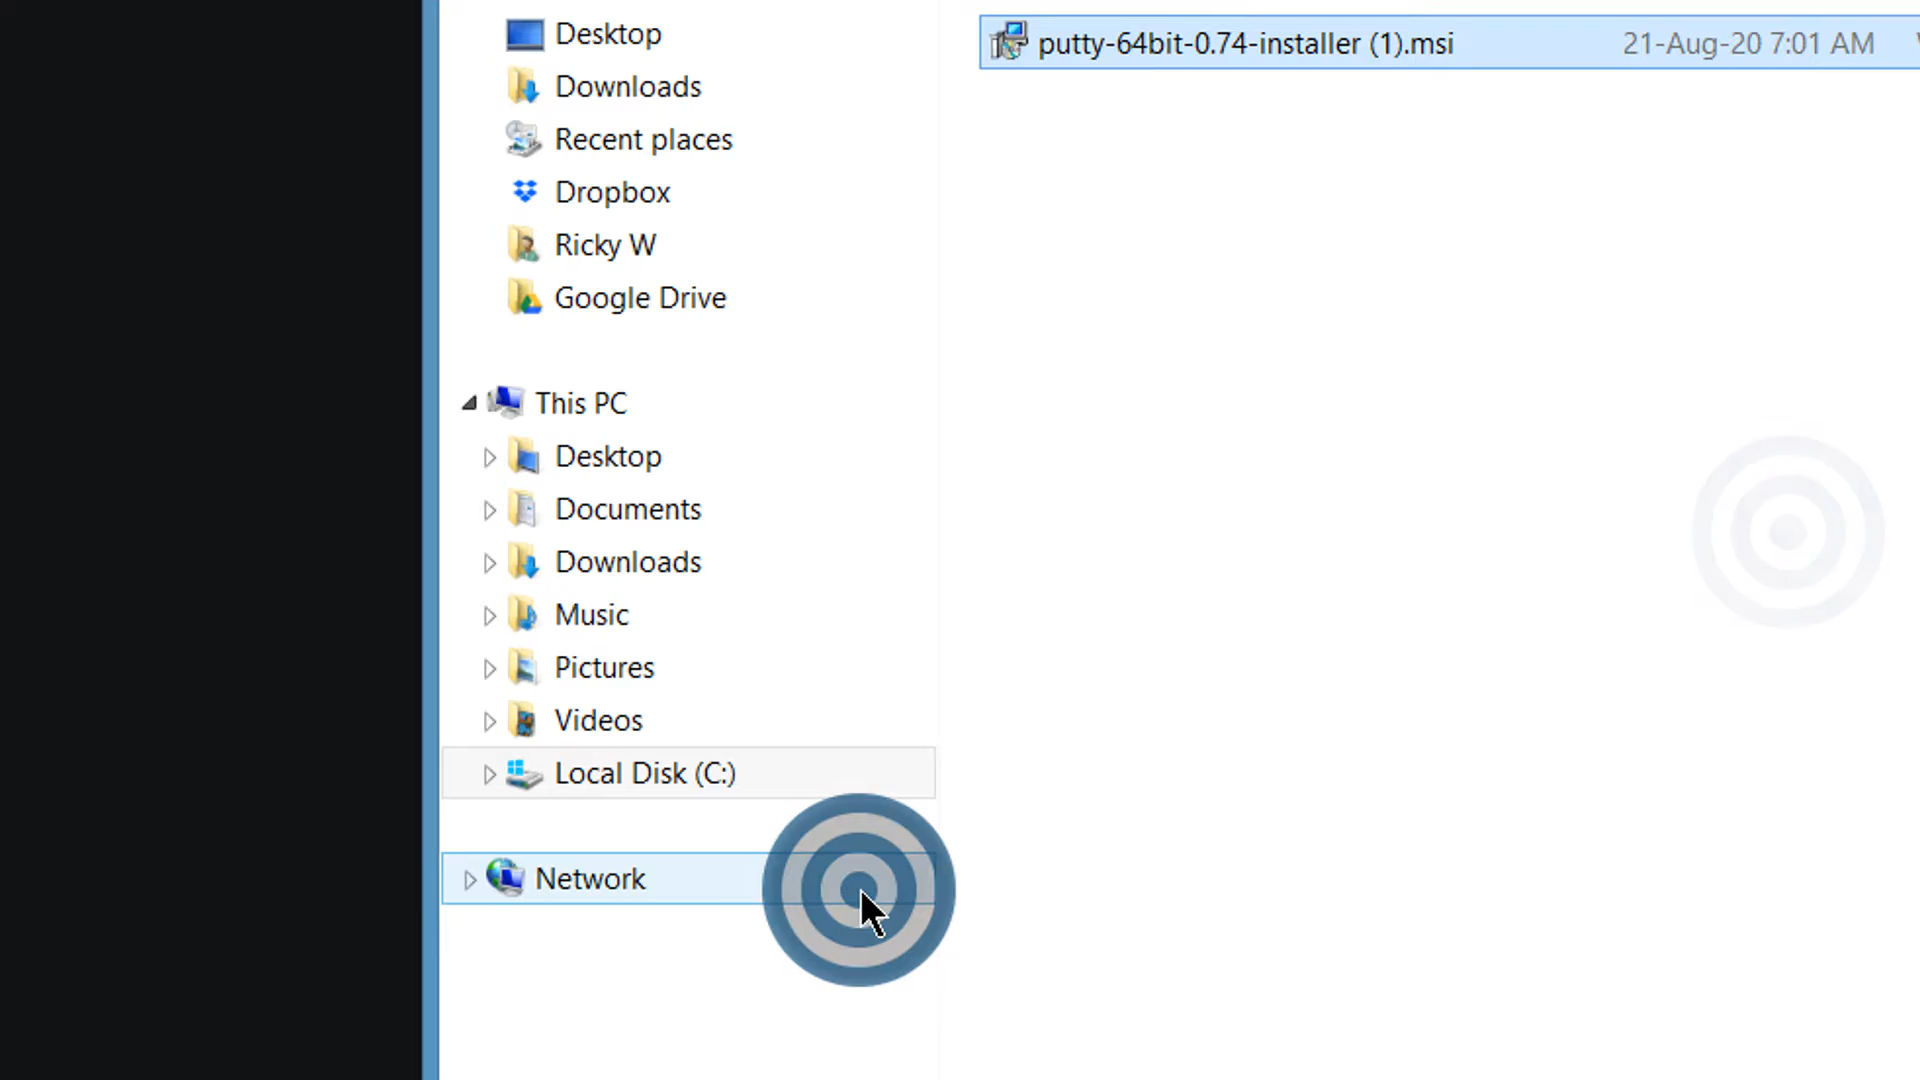 Desktop
Downloads
Recent places
Dropbox
Ricky W
Google Drive
This PC
Desktop
Documents
Downloads
Music
Pictures
Videos
Local Disk (C:)
Network
putty-64bit-0.74-installer (1).msi 21-Aug-20 7:01 AM